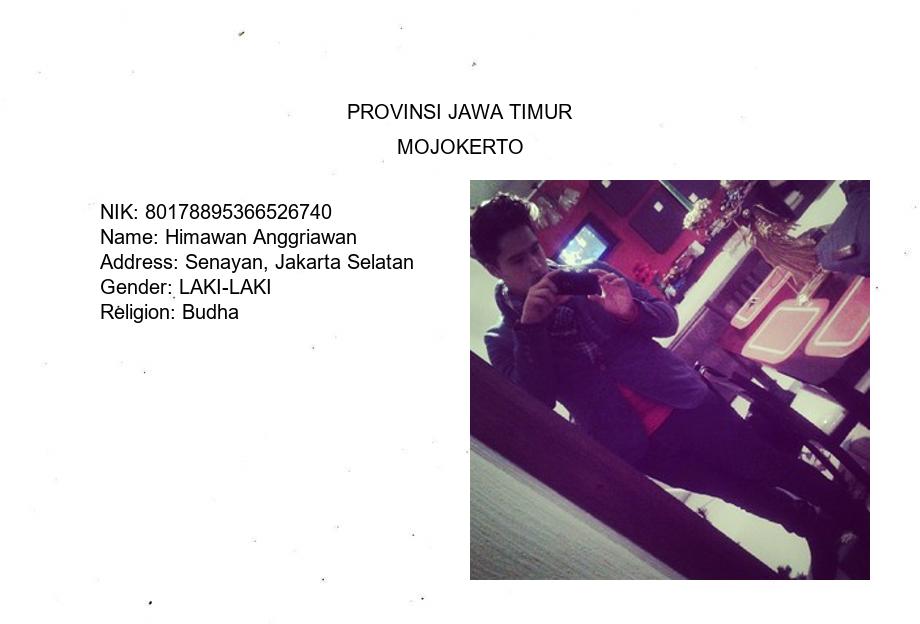 PROVINSI JAWA TIMUR
MOJOKERTO
NIK: 80178895366526740
Name: Himawan Anggriawan
Address: Senayan, Jakarta Selatan
Gender: LAKI-LAKI
Religion: Budha